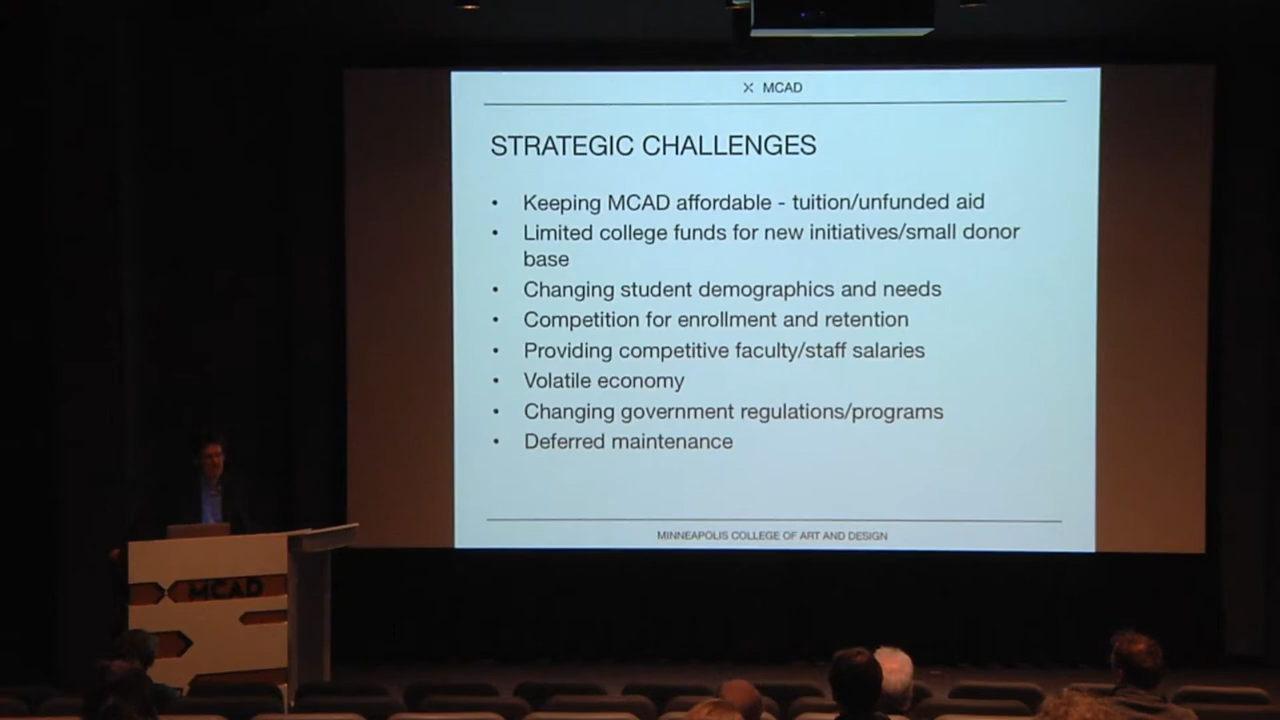 MCAD
STRATEGIC CHALLENGES
• Keeping MCAD affordable - tuition/unfunded aid
• Limited college funds for new initiatives/small donor
base
• Changing student demographics and needs
• Competition for enrollment and retention
• Providing competitive faculty/staff salaries
• Volatile economy
• Changing government regulations/programs
• Deferred maintenance
MINNEAPOLIS COLLEGE OF ART AND DESIGN
MCAD